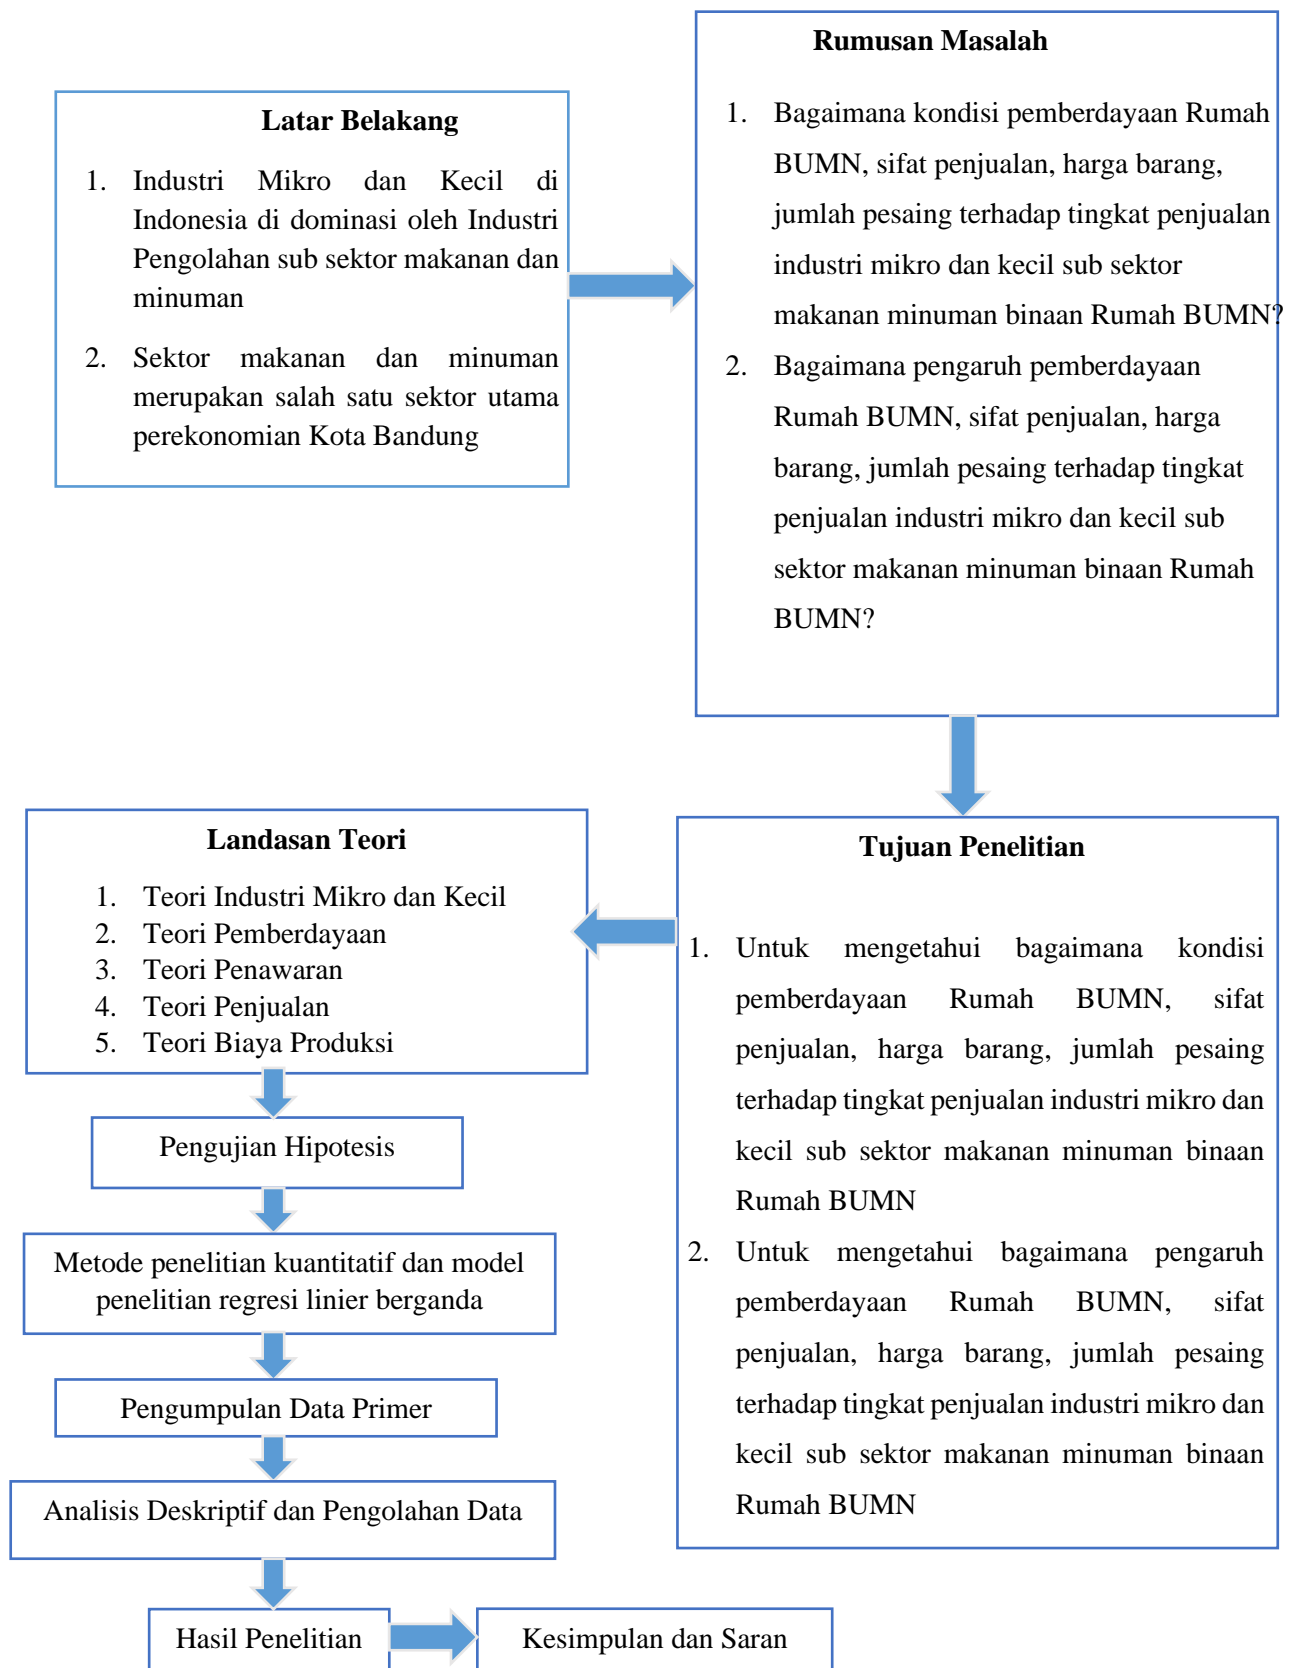 Latar Belakang
1. Industri Mikro dan Kecil di
Indonesia di dominasi oleh Industri
Pengolahan sub sektor makanan dan
minuman
2. Sektor makanan dan minuman
merupakan salah satu sektor utama
perekonomian Kota Bandung
Rumusan Masalah
1. Bagaimana kondisi pemberdayaan Rumah
BUMN, sifat penjualan, harga barang,
jumlah pesaing terhadap tingkat penjualan
industri mikro dan kecil sub sektor
makanan minuman binaan Rumah BUMN?
2. Bagaimana pengaruh pemberdayaan
Rumah BUMN, sifat penjualan, harga
barang, jumlah pesaing terhadap tingkat
penjualan industri mikro dan kecil sub
sektor makanan minuman binaan Rumah
BUMN?
Tujuan Penelitian
1. Untuk mengetahui bagaimana kondisi
pemberdayaan Rumah BUMN, sifat
penjualan, harga barang, jumlah pesaing
terhadap tingkat penjualan industri mikro dan
kecil sub sektor makanan minuman binaan
Rumah BUMN
2. Untuk mengetahui bagaimana pengaruh
pemberdayaan Rumah BUMN, sifat
penjualan, harga barang, jumlah pesaing
terhadap tingkat penjualan industri mikro dan
kecil sub sektor makanan minuman binaan
Rumah BUMN
Landasan Teori
1. Teori Industri Mikro dan Kecil
2. Teori Pemberdayaan
3. Teori Penawaran
4. Teori Penjualan
5. Teori Biaya Produksi
Pengujian Hipotesis
Metode penelitian kuantitatif dan model
penelitian regresi linier berganda
Pengumpulan Data Primer
Analisis Deskriptif dan Pengolahan Data
Hasil Penelitian
Kesimpulan dan Saran